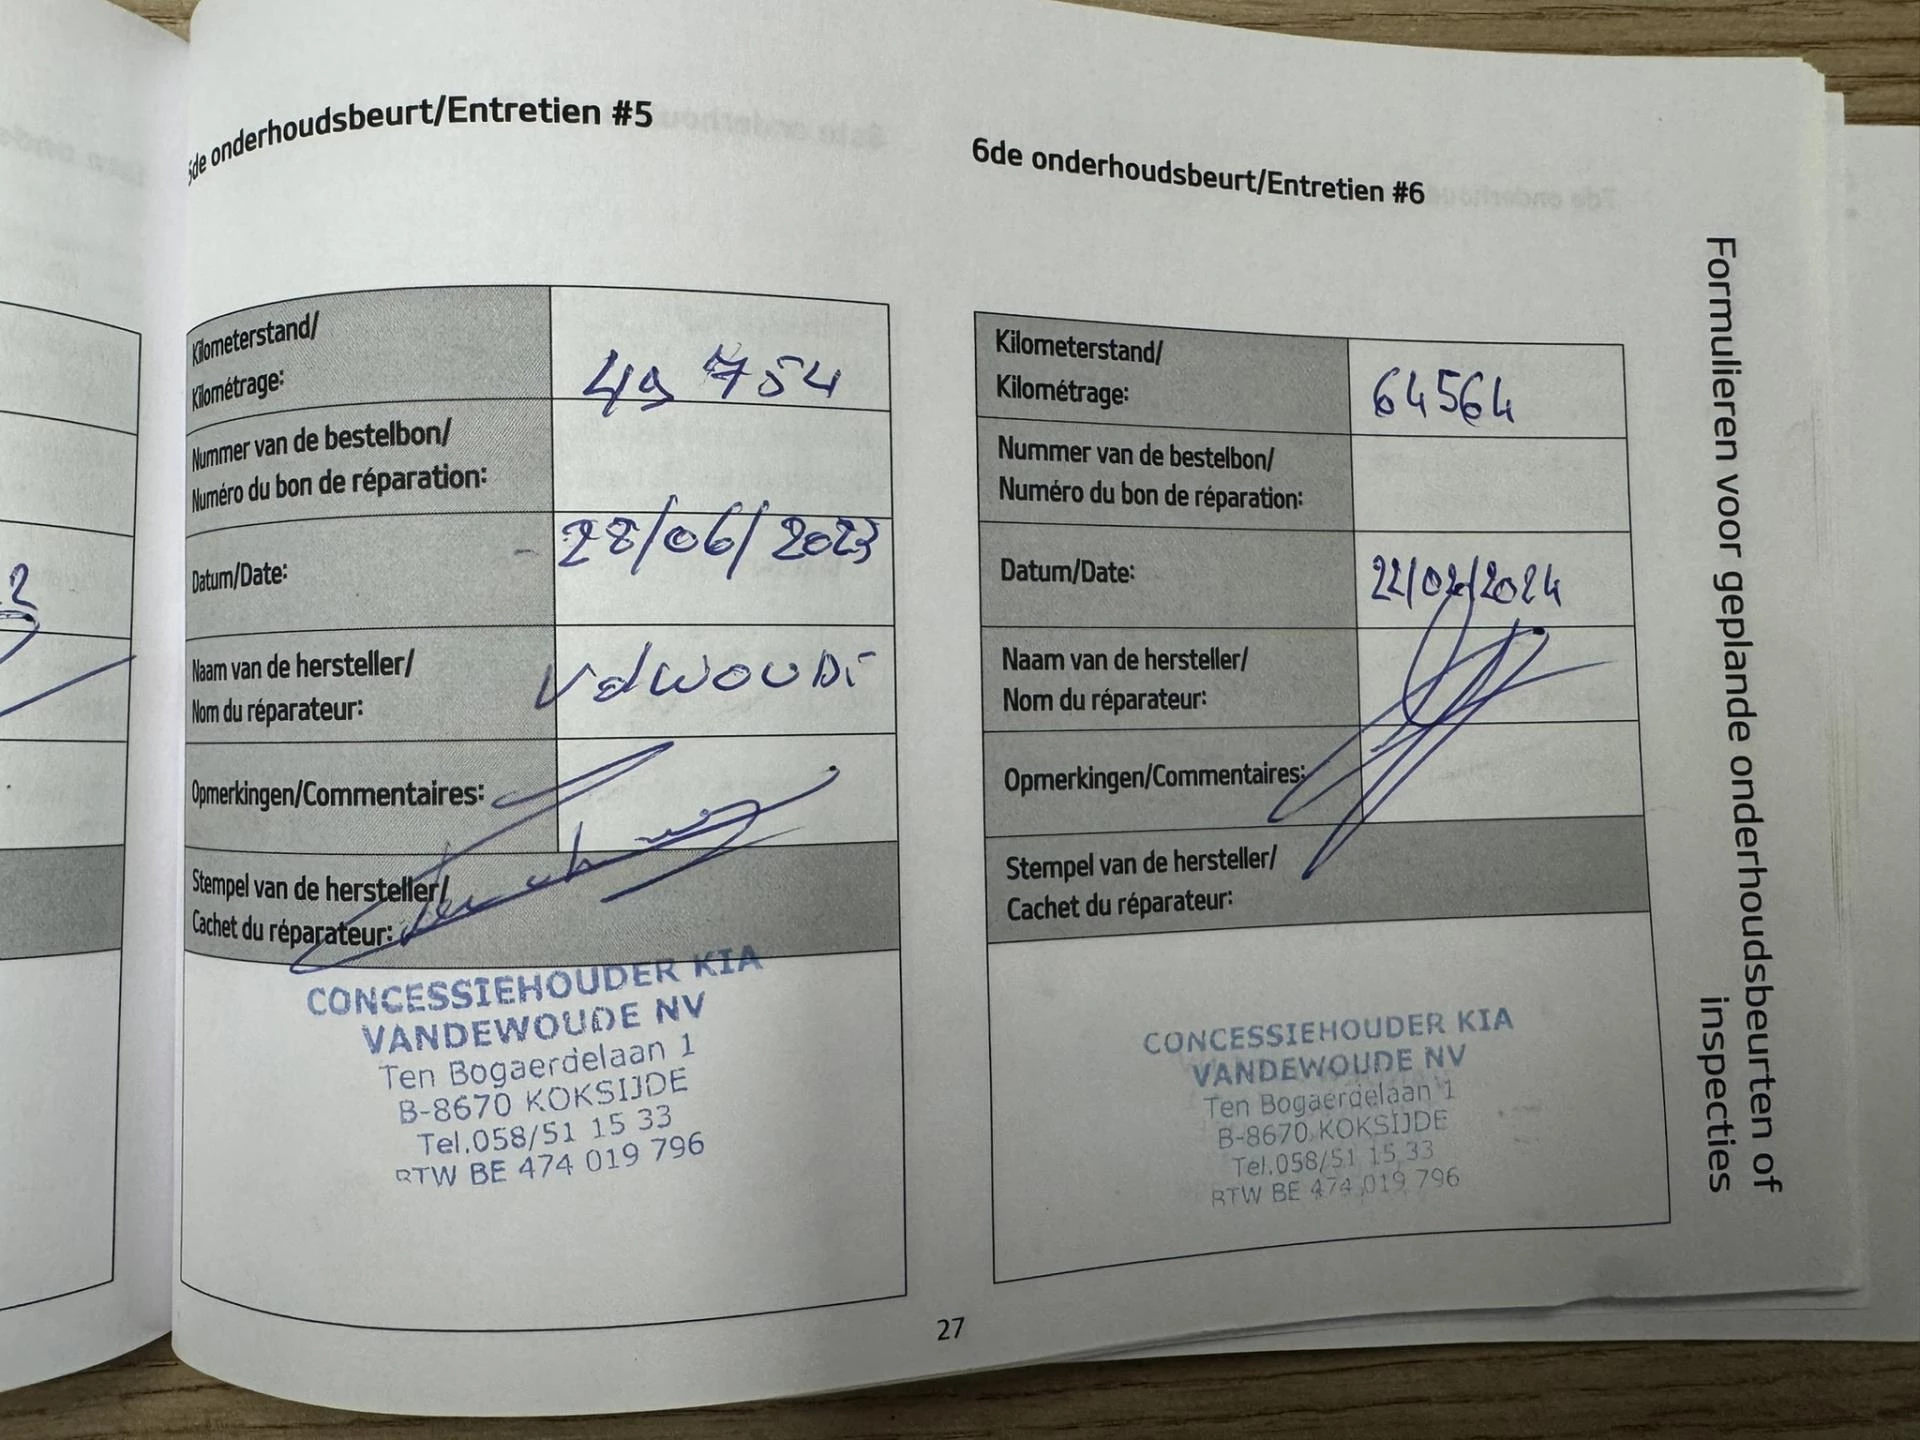 5de onderhoudsbeurt/Entretien #5
Kilometerstand/
Kilométrage:
49 754
Nummer van de bestelbon/
Numéro du bon de réparation:
Datum/Date:
28/06/2023
Naam van de hersteller/
Nom du réparateur:
Opmerkingen/Commentaires:
Stempel van de hersteller/
Cachet du réparateur:
CONCESSIEHOUDER KIA
VANDEWOUDE NV
Ten Bogaerdelaan 1
B-8670 KOKSIJDE
Tel.058/51 15 33
BTW BE 474 019 796
6de onderhoudsbeurt/Entretien #6
Kilometerstand/
Kilométrage:
64564
Nummer van de bestelbon/
Numéro du bon de réparation:
Datum/Date:
22/02/2024
Naam van de hersteller/
Nom du réparateur:
Opmerkingen/Commentaires:
Stempel van de hersteller/
Cachet du réparateur:
CONCESSIEHOUDER KIA
VANDEWOUDE NV
Ten Bogaerdelaan 1
B-8670 KOKSIJDE
Tel.058/51 15 33
BTW BE 474 019 796
Formulieren voor geplande onderhoudsbeurten of
inspecties
27